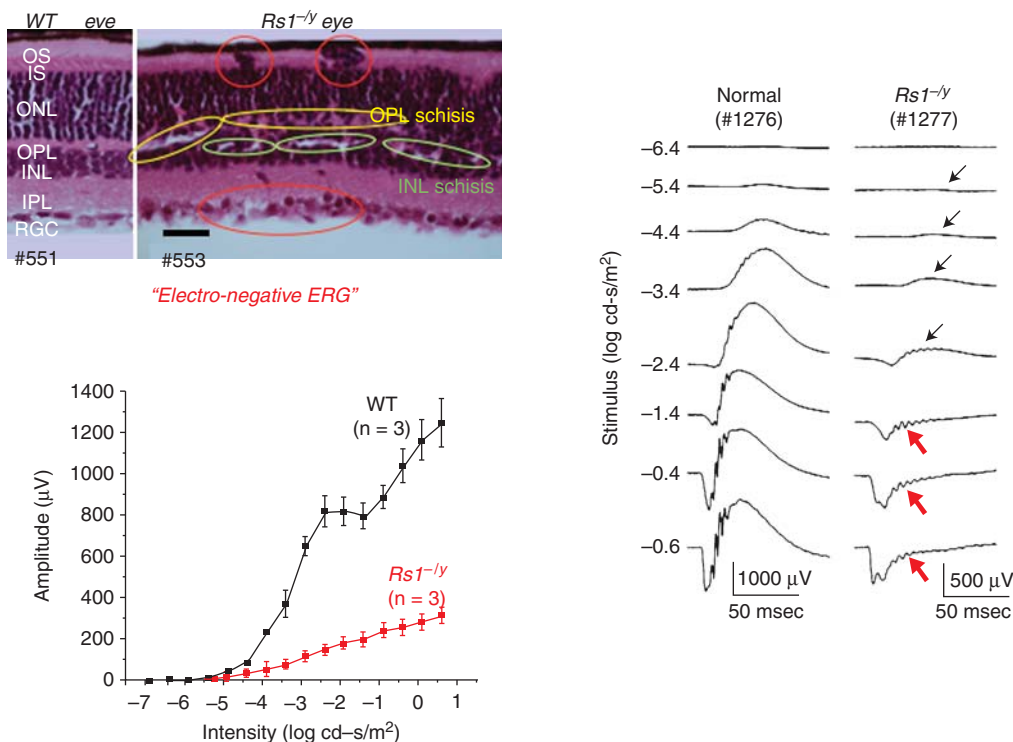 WT eye
Rs1–/y eye
OS
IS
ONL
OPL
INL
IPL
RGC
#551
OPL schisis
INL schisis
#553
"Electro-negative ERG"
1400
1200
1000
800
600
400
200
0
Amplitude (µV)
WT
(n = 3)
Rs1–/y
(n = 3)
–7 –6 –5 –4 –3 –2 –1 0 1
Intensity (log cd–s/m2)
Normal
(#1276)
Rs1–/y
(#1277)
Stimulus (log cd-s/m2)
–6.4
–5.4
–4.4
–3.4
–2.4
–1.4
–0.4
–0.6
1000 µV
50 msec
500 µV
50 msec